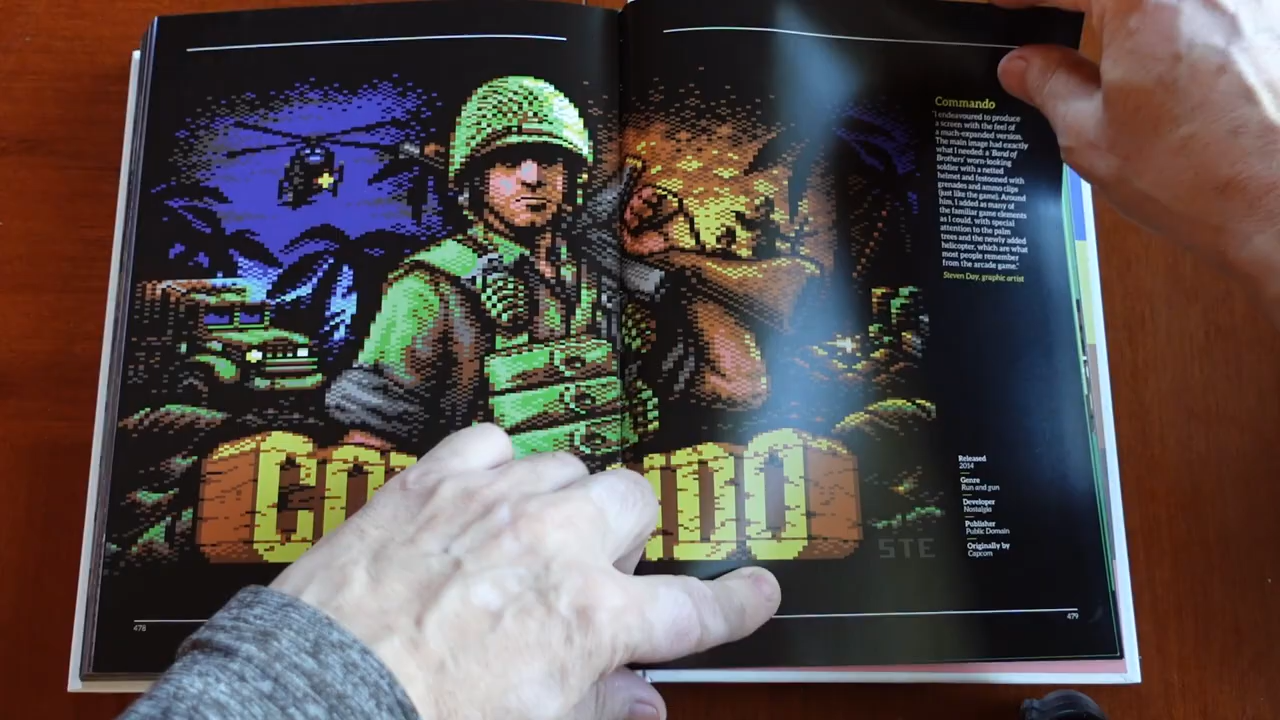 Commando
"I endeavoured to produce
a screen with the feel of
a much-expanded version.
The main image had exactly
what I needed: a 'Band of
Brothers' worn-looking
soldier with a netted
helmet and festooned with
grenades and ammo clips
(just like the game). Around
him, I added as many of
the familiar game elements
as I could, with special
attention to the palm
trees and the newly added
helicopter, which are what
most people remember
from the arcade game."
Steven Day, graphic artist
CO NDO
STE
Released
2014
Genre
Run and gun
Developer
Nostalgia
Publisher
Public Domain
Originally by
Capcom
478
479